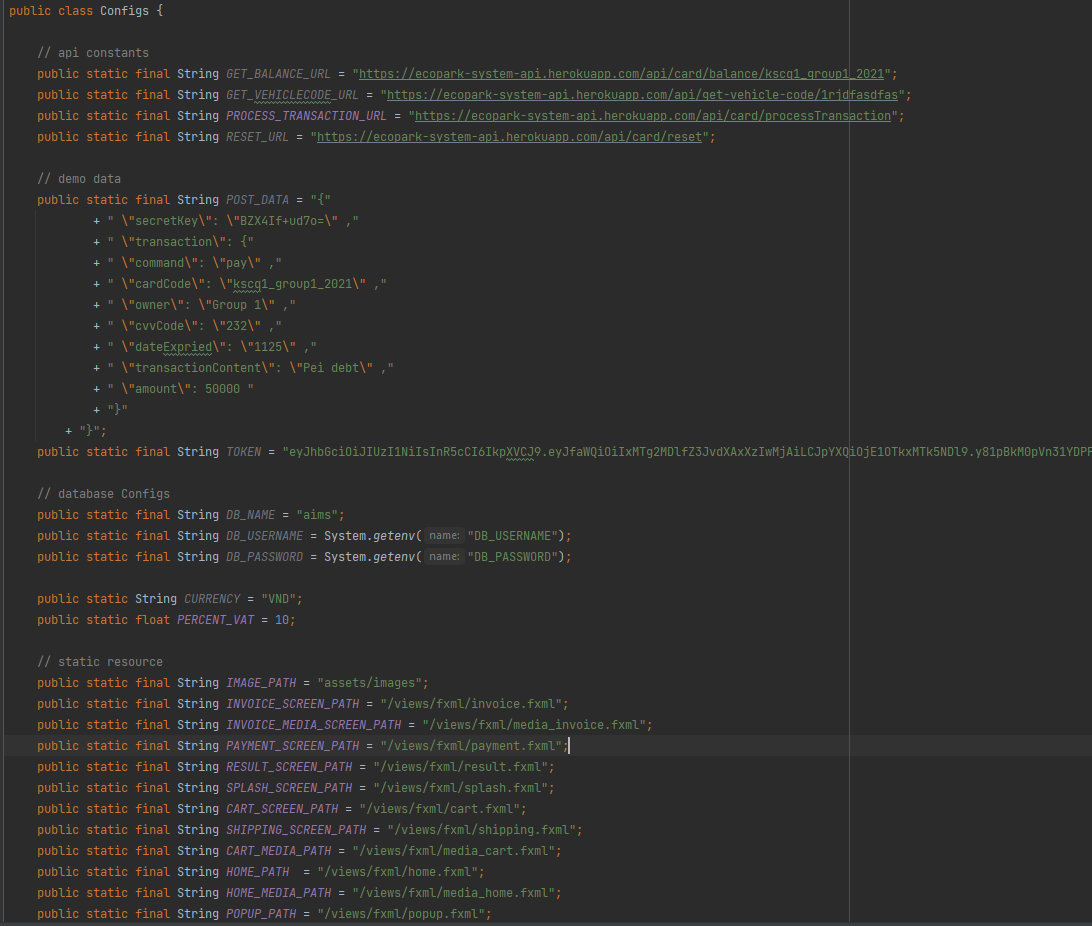 public class Configs {
// api constants
public static final String GET_BALANCE_URL = "https://ecopark-system-api.herokuapp.com/api/card/balance/kscq1_group1_2021";
public static final String GET_VEHICLECODE_URL = "https://ecopark-system-api.herokuapp.com/api/get-vehicle-code/1rjdfasdfas";
public static final String PROCESS_TRANSACTION_URL = "https://ecopark-system-api.herokuapp.com/api/card/processTransaction";
public static final String RESET_URL = "https://ecopark-system-api.herokuapp.com/api/card/reset";
// demo data
public static final String POST_DATA = "{"
+ " \"secretKey\": \"BZX4If+ud7o=\" ,"
+ " \"transaction\": {"
+ " \"command\": \"pay\" ,"
+ " \"cardCode\": \"kscq1_group1_2021\" ,"
+ " \"owner\": \"Group 1\" ,"
+ " \"cvvCode\": \"232\" ,"
+ " \"dateExpried\": \"1125\" ,"
+ " \"transactionContent\": \"Pei debt\" ,"
+ " \"amount\": 50000 "
+ "}"
+ "}";
public static final String TOKEN = "eyJhbGciOiJIUzI1NiIsInR5cCI6IkpXVCJ9.eyJfaWQiOiIxMTg2MDlfZ3JvdXAxXzIwMjAiLCJpYXQiOjE1OTkxMTk5NDl9.y81pBkM0pVn31YDPF
// database Configs
public static final String DB_NAME = "aims";
public static final String DB_USERNAME = System.getenv( name: "DB_USERNAME");
public static final String DB_PASSWORD = System.getenv( name: "DB_PASSWORD");
public static String CURRENCY = "VND";
public static float PERCENT_VAT = 10;
// static resource
public static final String IMAGE_PATH = "assets/images";
public static final String INVOICE_SCREEN_PATH = "/views/fxml/invoice.fxml";
public static final String INVOICE_MEDIA_SCREEN_PATH = "/views/fxml/media_invoice.fxml";
public static final String PAYMENT_SCREEN_PATH = "/views/fxml/payment.fxml";
public static final String RESULT_SCREEN_PATH = "/views/fxml/result.fxml";
public static final String SPLASH_SCREEN_PATH = "/views/fxml/splash.fxml";
public static final String CART_SCREEN_PATH = "/views/fxml/cart.fxml";
public static final String SHIPPING_SCREEN_PATH = "/views/fxml/shipping.fxml";
public static final String CART_MEDIA_PATH = "/views/fxml/media_cart.fxml";
public static final String HOME_PATH  = "/views/fxml/home.fxml";
public static final String HOME_MEDIA_PATH = "/views/fxml/media_home.fxml";
public static final String POPUP_PATH = "/views/fxml/popup.fxml";